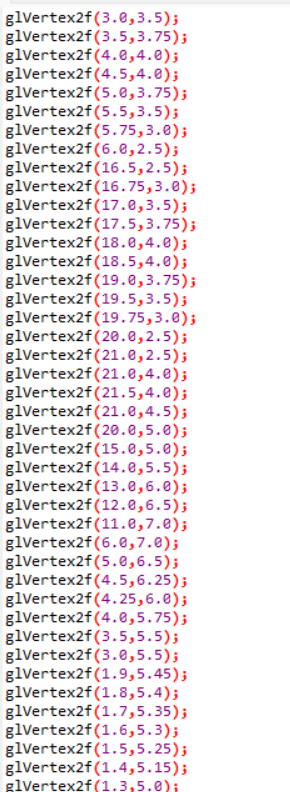 glVertex2f(3.0,3.5);
glVertex2f(3.5,3.75);
glVertex2f(4.0,4.0);
glVertex2f(4.5,4.0);
glVertex2f(5.0,3.75);
glVertex2f(5.5,3.5);
glVertex2f(5.75,3.0);
glVertex2f(6.0,2.5);
glVertex2f(16.5,2.5);
glVertex2f(16.75,3.0);
glVertex2f(17.0,3.5);
glVertex2f(17.5,3.75);
glVertex2f(18.0,4.0);
glVertex2f(18.5,4.0);
glVertex2f(19.0,3.75);
glVertex2f(19.5,3.5);
glVertex2f(19.75,3.0);
glVertex2f(20.0,2.5);
glVertex2f(21.0,2.5);
glVertex2f(21.0,4.0);
glVertex2f(21.5,4.0);
glVertex2f(21.0,4.5);
glVertex2f(20.0,5.0);
glVertex2f(15.0,5.0);
glVertex2f(14.0,5.5);
glVertex2f(13.0,6.0);
glVertex2f(12.0,6.5);
glVertex2f(11.0,7.0);
glVertex2f(6.0,7.0);
glVertex2f(5.0,6.5);
glVertex2f(4.5,6.25);
glVertex2f(4.25,6.0);
glVertex2f(4.0,5.75);
glVertex2f(3.5,5.5);
glVertex2f(3.0,5.5);
glVertex2f(1.9,5.45);
glVertex2f(1.8,5.4);
glVertex2f(1.7,5.35);
glVertex2f(1.6,5.3);
glVertex2f(1.5,5.25);
glVertex2f(1.4,5.15);
glVertex2f(1.3,5.0);